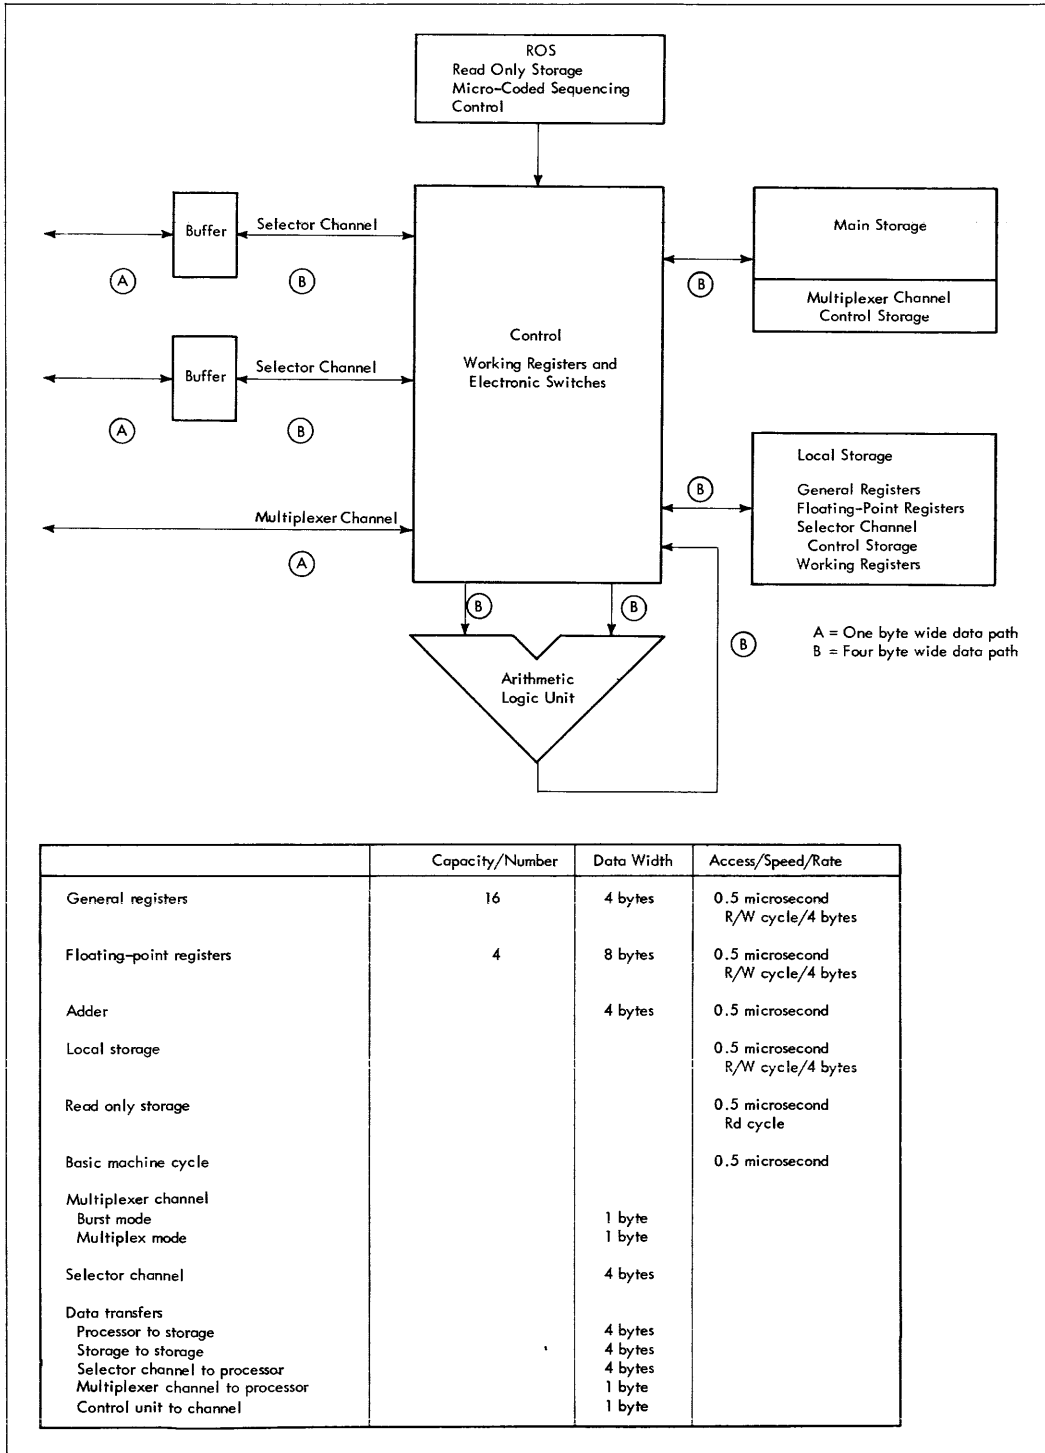 ROS
Read Only Storage
Micro-Coded Sequencing
Control
Buffer
Selector Channel
A
B
Main Storage
B
Multiplexer Channel
Control Storage
Control
Working Registers and
Electronic Switches
Buffer
Selector Channel
A
B
Local Storage
General Registers
Floating-Point Registers
Selector Channel
Control Storage
Working Registers
B
Multiplexer Channel
A
B
B
B
A = One byte wide data path
B = Four byte wide data path
Arithmetic
Logic Unit
Capacity/Number Data Width Access/Speed/Rate
General registers 16 4 bytes 0.5 microsecond
R/W cycle/4 bytes
Floating-point registers 4 8 bytes 0.5 microsecond
R/W cycle/4 bytes
Adder 4 bytes 0.5 microsecond
Local storage 0.5 microsecond
R/W cycle/4 bytes
Read only storage 0.5 microsecond
Rd cycle
Basic machine cycle 0.5 microsecond
Multiplexer channel
Burst mode 1 byte
Multiplex mode 1 byte
Selector channel 4 bytes
Data transfers
Processor to storage 4 bytes
Storage to storage 4 bytes
Selector channel to processor 4 bytes
Multiplexer channel to processor 1 byte
Control unit to channel 1 byte